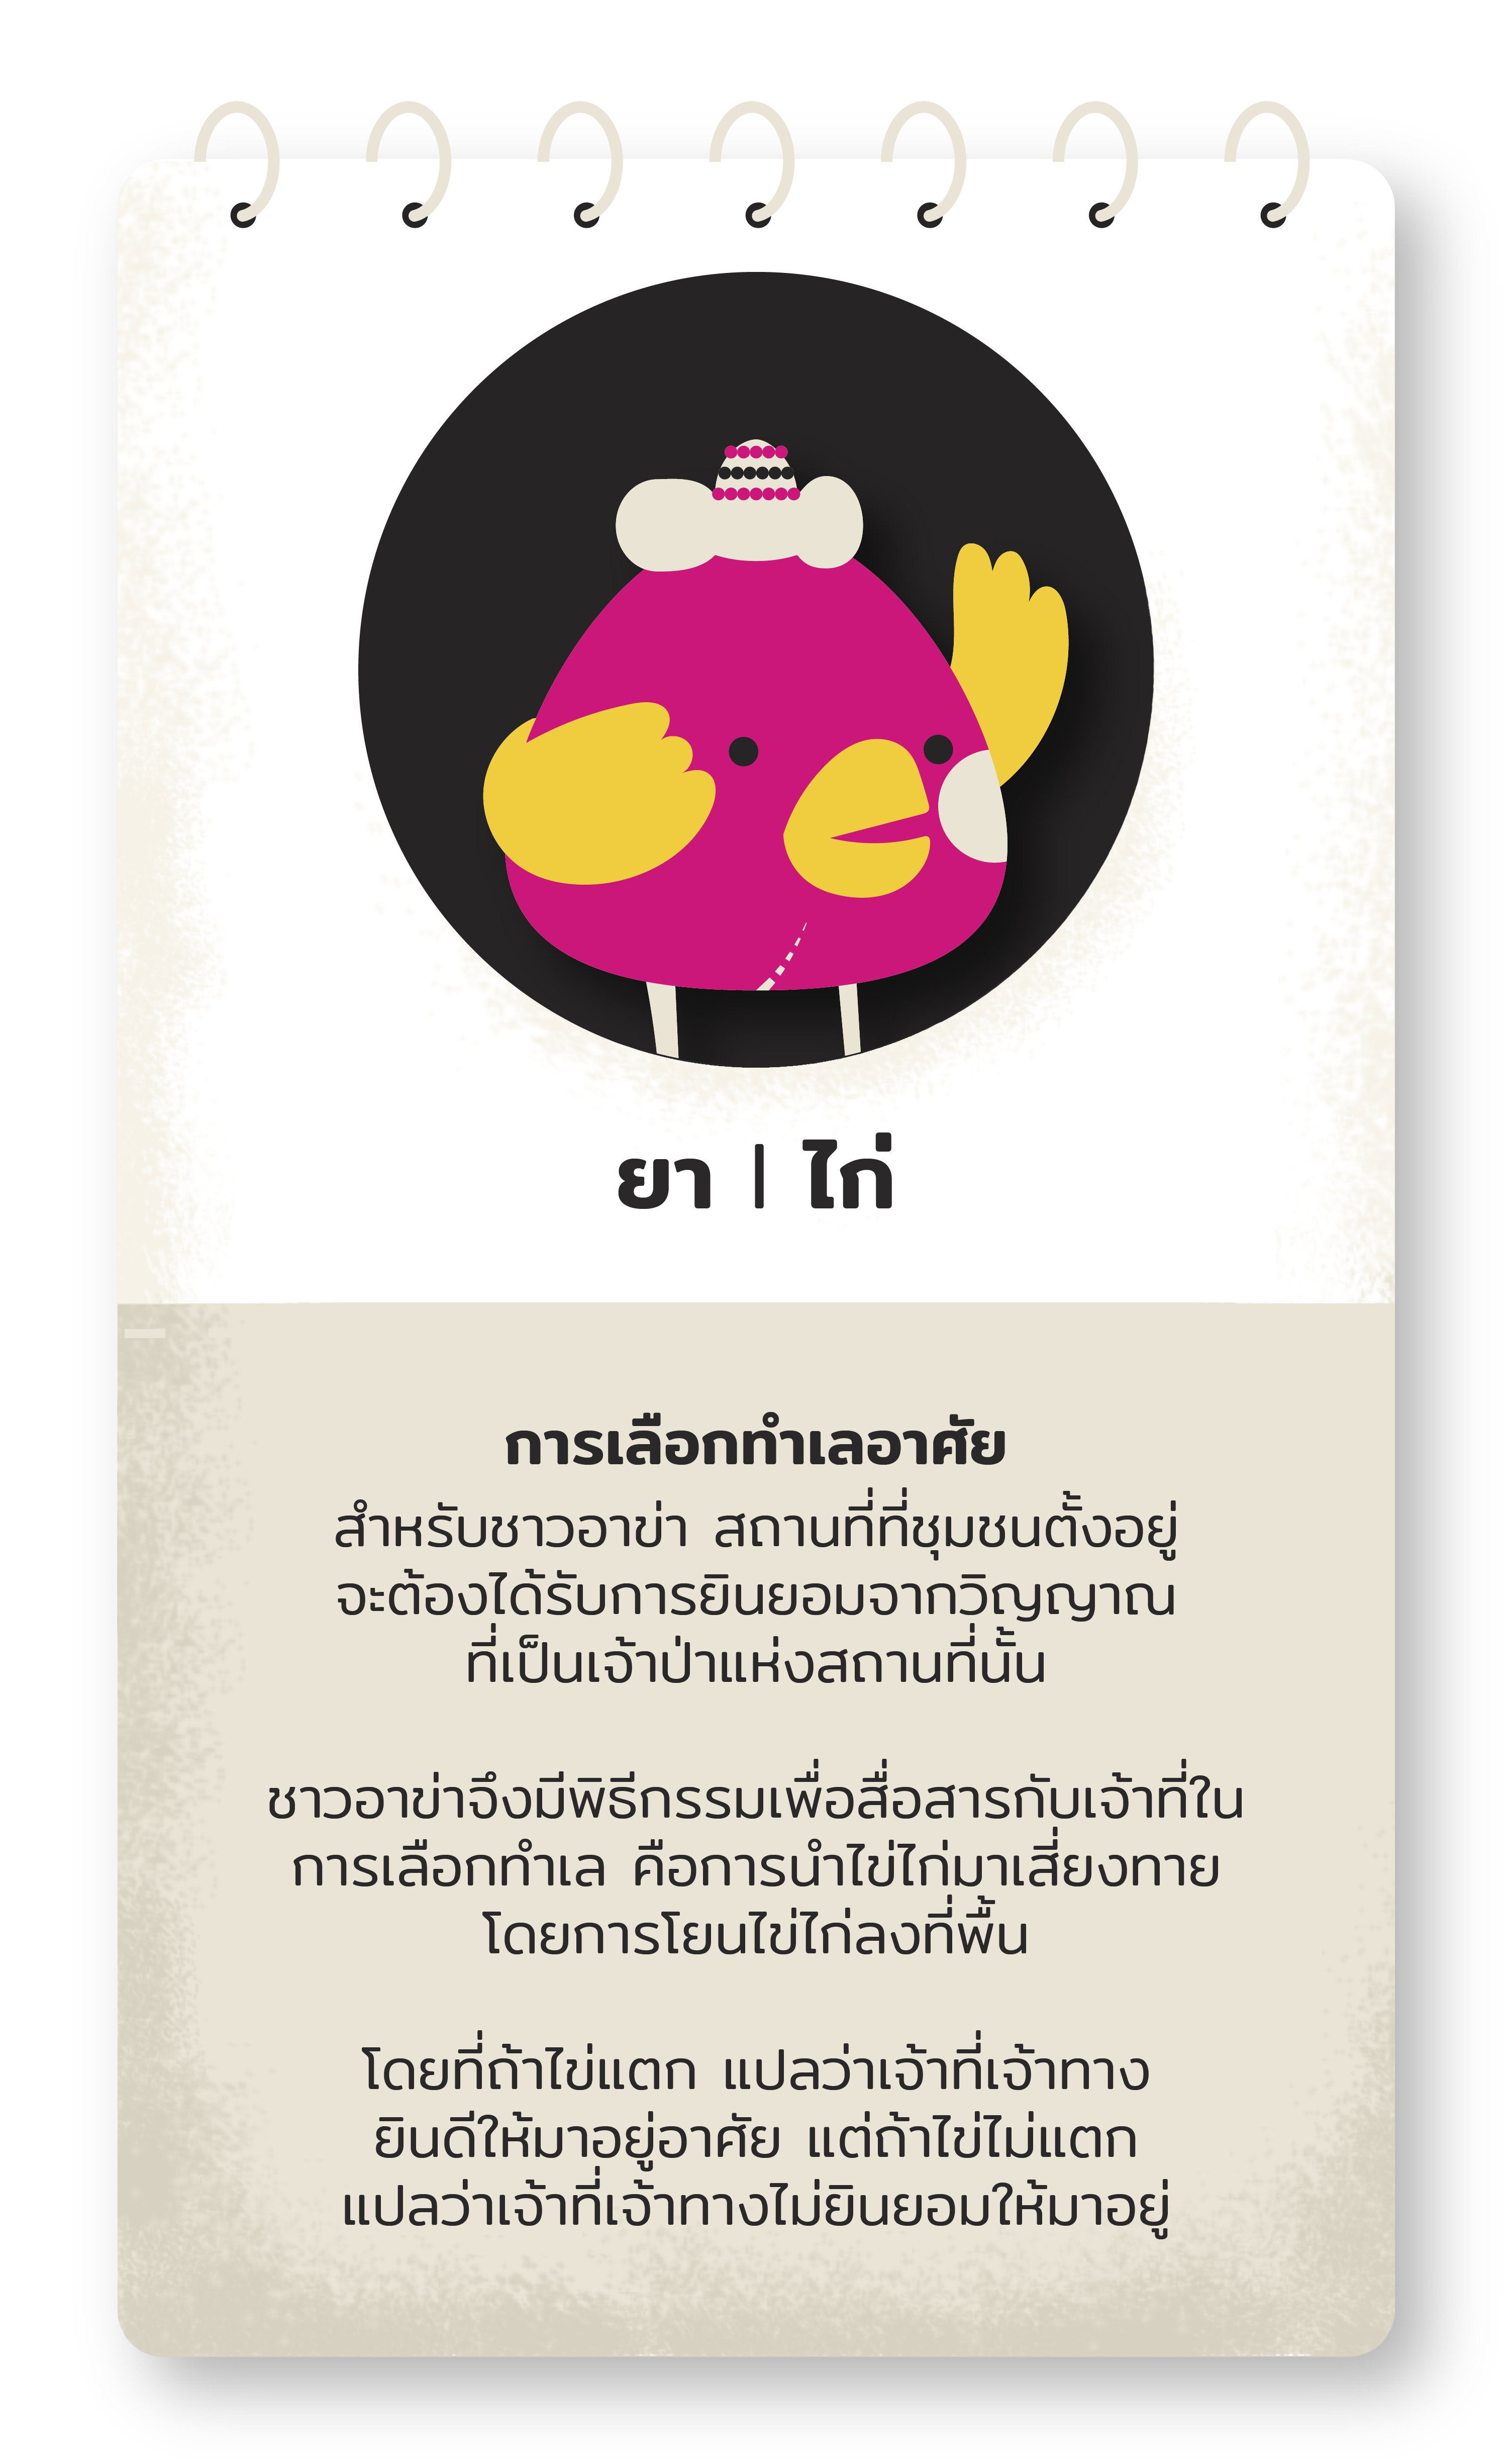 ยา | ไก่
การเลือกทำเลอาศัย
สำหรับชาวอาข่า สถานที่ที่ชุมชนตั้งอยู่
จะต้องได้รับการยินยอมจากวิญญาณ
ที่เป็นเจ้าป่าแห่งสถานที่นั้น
ชาวอาข่าจึงมีพิธีกรรมเพื่อสื่อสารกับเจ้าที่ใน
การเลือกทำเล คือการนำไข่ไก่มาเสี่ยงทาย
โดยการโยนไข่ไก่ลงที่พื้น
โดยที่ถ้าไข่แตก แปลว่าเจ้าที่เจ้าทาง
ยินดีให้มาอยู่อาศัย แต่ถ้าไข่ไม่แตก
แปลว่าเจ้าที่เจ้าทางไม่ยินยอมให้มาอยู่